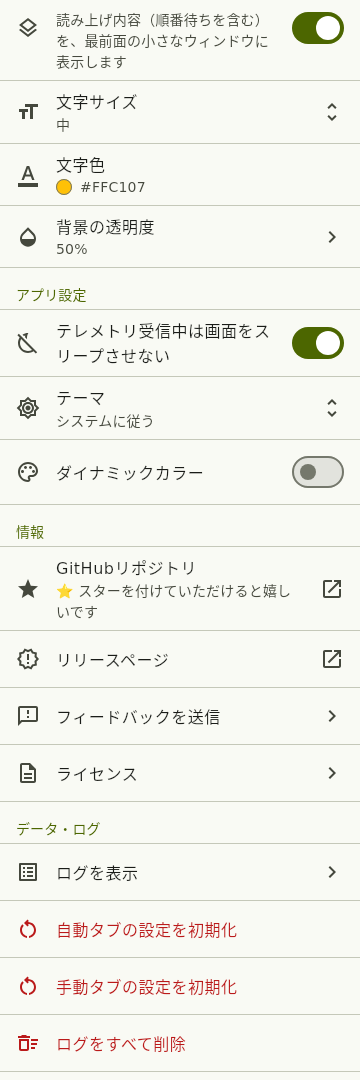 読み上げ内容（順番待ちを含む）
を、最前面の小さなウィンドウに
表示します
文字サイズ
中
文字色
#FFC107
背景の透明度
50%
アプリ設定
テレメトリ受信中は画面をス
リープさせない
テーマ
システムに従う
ダイナミックカラー
情報
GitHubリポジトリ
⭐ スターを付けていただけると嬉し
いです
リリースページ
フィードバックを送信
ライセンス
データ・ログ
ログを表示
自動タブの設定を初期化
手動タブの設定を初期化
ログをすべて削除